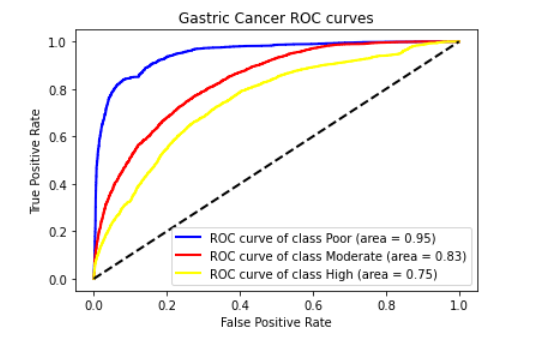 Gastric Cancer ROC curves
True Positive Rate
1.0
0.8
0.6
0.4
0.2
0.0
ROC curve of class Poor (area = 0.95)
ROC curve of class Moderate (area = 0.83)
ROC curve of class High (area = 0.75)
0.0 0.2 0.4 0.6 0.8 1.0
False Positive Rate